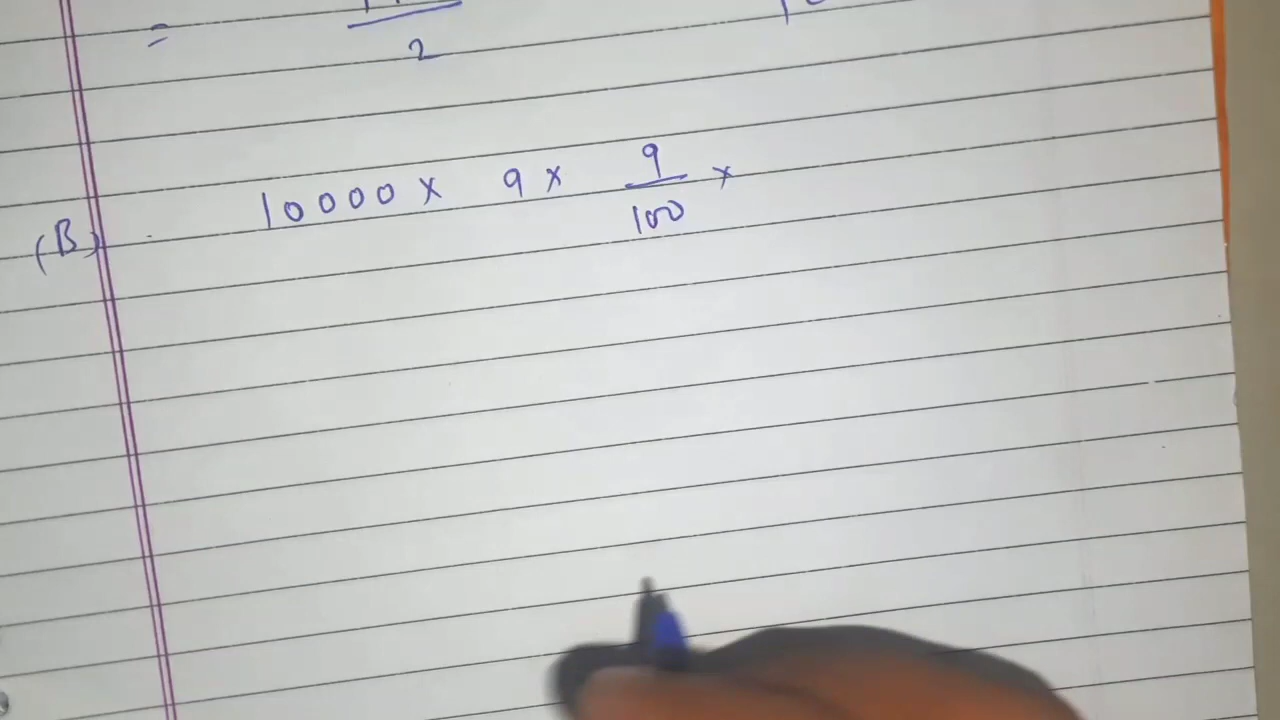 =
2
(B) 10000 × 9 × 9/100 ×